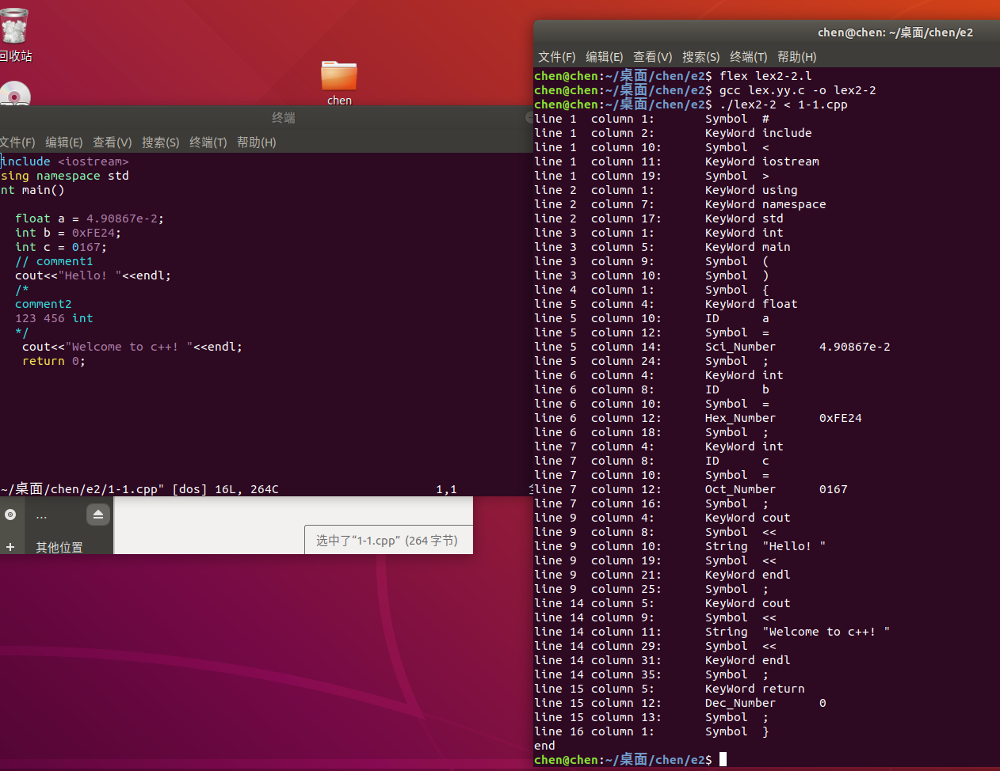 回收站
chen
终端
文件(F) 编辑(E) 查看(V) 搜索(S) 终端(T) 帮助(H)
include <iostream>
sing namespace std
nt main()
float a = 4.90867e-2;
int b = 0xFE24;
int c = 0167;
// comment1
cout<<"Hello! "<<endl;
/*
comment2
123 456 int
*/
cout<<"Welcome to c++! "<<endl;
return 0;
~/桌面/chen/e2/1-1.cpp" [dos] 16L, 264C 1,1
...
其他位置
选中了“1-1.cpp” (264 字节)
chen@chen: ~/桌面/chen/e2
文件(F) 编辑(E) 查看(V) 搜索(S) 终端(T) 帮助(H)
chen@chen:~/桌面/chen/e2$ flex lex2-2.l
chen@chen:~/桌面/chen/e2$ gcc lex.yy.c -o lex2-2
chen@chen:~/桌面/chen/e2$ ./lex2-2 < 1-1.cpp
line 1 column 1: Symbol #
line 1 column 2: KeyWord include
line 1 column 10: Symbol <
line 1 column 11: KeyWord iostream
line 1 column 19: Symbol >
line 2 column 1: KeyWord using
line 2 column 7: KeyWord namespace
line 2 column 17: KeyWord std
line 3 column 1: KeyWord int
line 3 column 5: KeyWord main
line 3 column 9: Symbol (
line 3 column 10: Symbol )
line 4 column 1: Symbol {
line 5 column 4: KeyWord float
line 5 column 10: ID a
line 5 column 12: Symbol =
line 5 column 14: Sci_Number 4.90867e-2
line 5 column 24: Symbol ;
line 6 column 4: KeyWord int
line 6 column 8: ID b
line 6 column 10: Symbol =
line 6 column 12: Hex_Number 0xFE24
line 6 column 18: Symbol ;
line 7 column 4: KeyWord int
line 7 column 8: ID c
line 7 column 10: Symbol =
line 7 column 12: Oct_Number 0167
line 7 column 16: Symbol ;
line 9 column 4: KeyWord cout
line 9 column 8: Symbol <<
line 9 column 10: String "Hello! "
line 9 column 19: Symbol <<
line 9 column 21: KeyWord endl
line 9 column 25: Symbol ;
line 14 column 5: KeyWord cout
line 14 column 9: Symbol <<
line 14 column 11: String "Welcome to c++! "
line 14 column 29: Symbol <<
line 14 column 31: KeyWord endl
line 14 column 35: Symbol ;
line 15 column 5: KeyWord return
line 15 column 12: Dec_Number 0
line 15 column 13: Symbol ;
line 16 column 1: Symbol }
end
chen@chen:~/桌面/chen/e2$